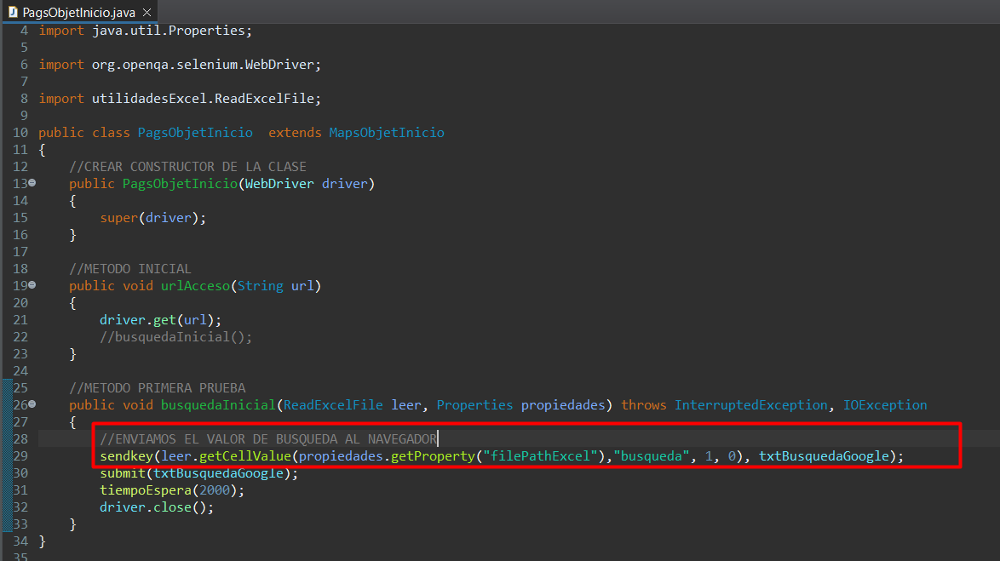 PagsObjetInicio.java
4 import java.util.Properties;
5
6 import org.openqa.selenium.WebDriver;
7
8 import utilidadesExcel.ReadExcelFile;
9
10 public class PagsObjetInicio  extends MapsObjetInicio
11 {
12     //CREAR CONSTRUCTOR DE LA CLASE
13     public PagsObjetInicio(WebDriver driver)
14     {
15         super(driver);
16     }
17
18     //METODO INICIAL
19     public void urlAcceso(String url)
20     {
21         driver.get(url);
22         //busquedaInicial();
23     }
24
25     //METODO PRIMERA PRUEBA
26     public void busquedaInicial(ReadExcelFile leer, Properties propiedades) throws InterruptedException, IOException
27     {
28         //ENVIAMOS EL VALOR DE BUSQUEDA AL NAVEGADOR
29         sendkey(leer.getCellValue(propiedades.getProperty("filePathExcel"),"busqueda", 1, 0), txtBusquedaGoogle);
30         submit(txtBusquedaGoogle);
31         tiempoEspera(2000);
32         driver.close();
33     }
34 }
35